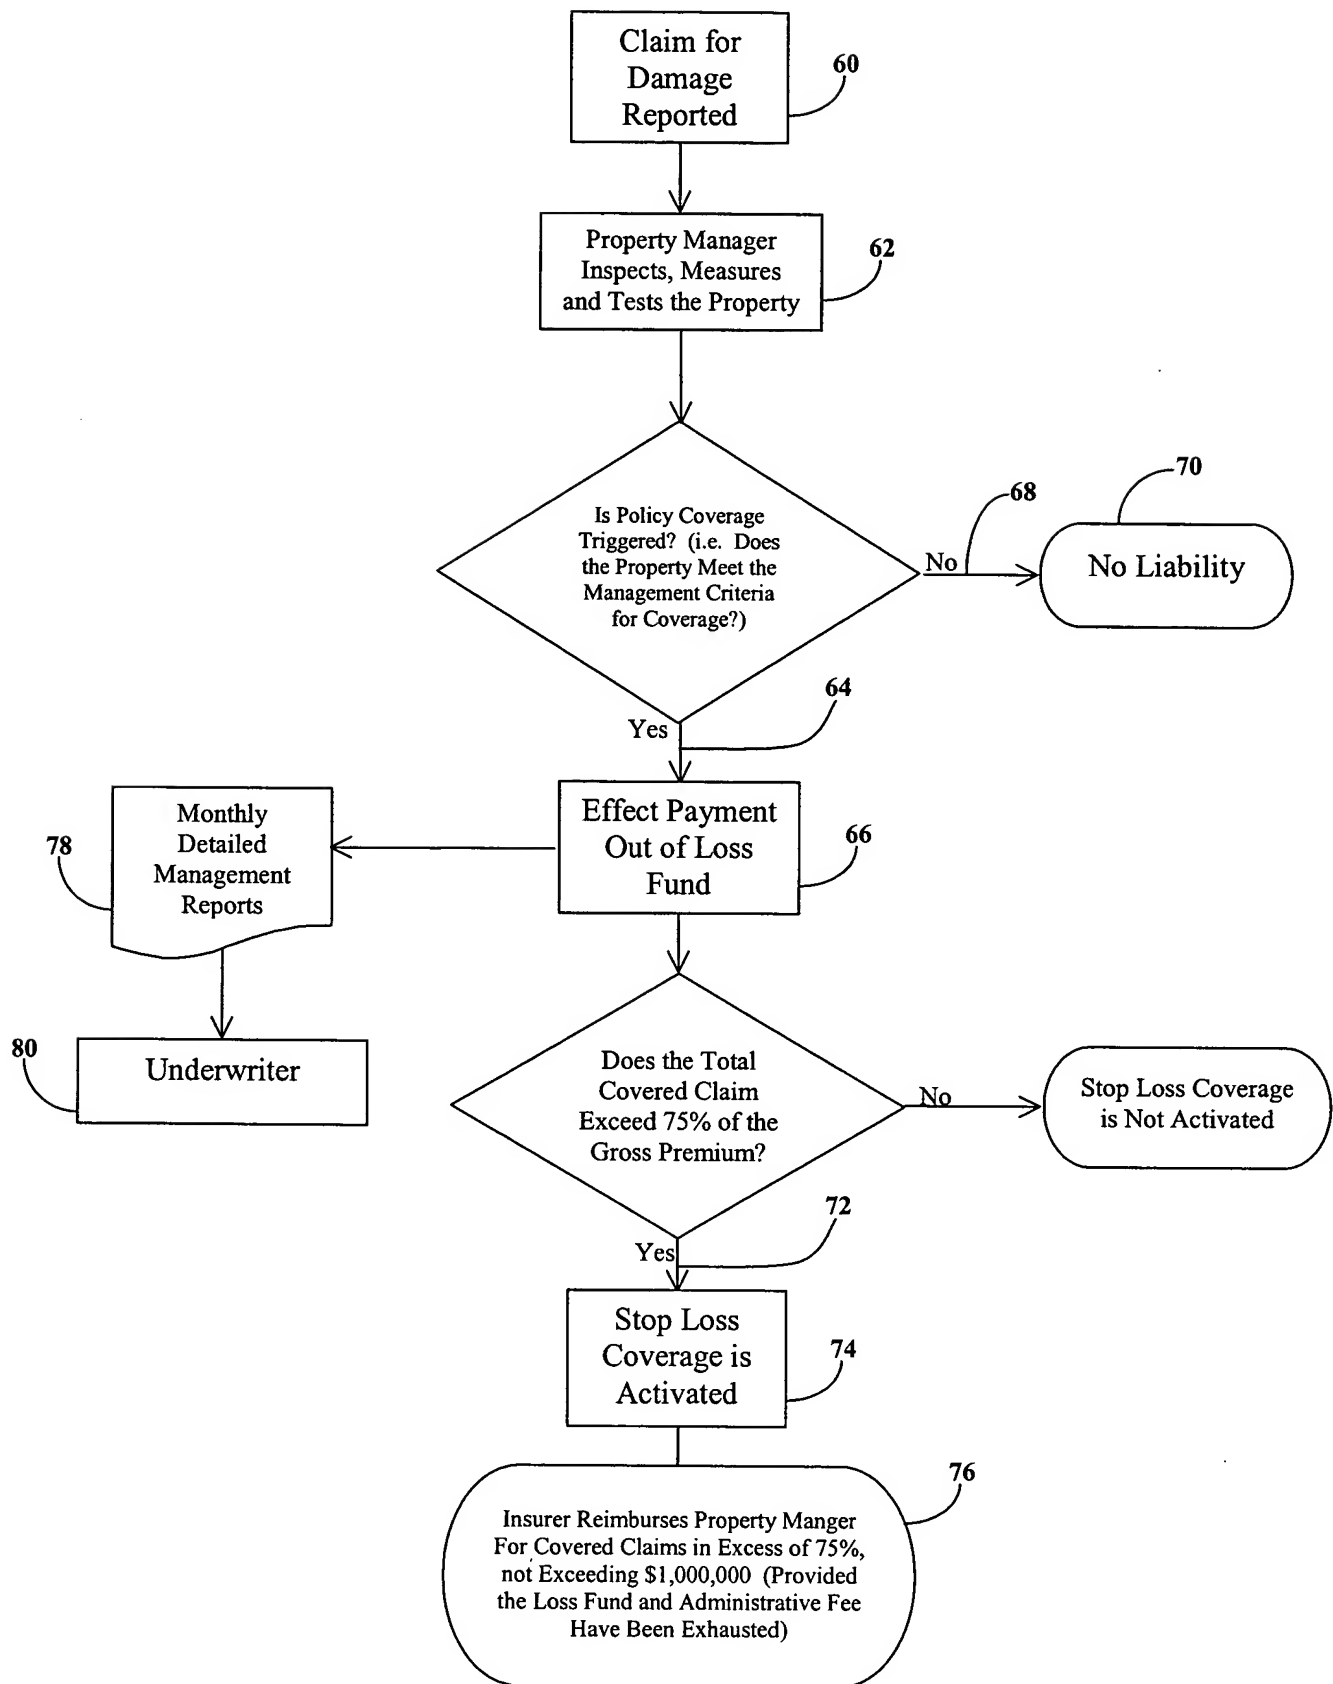 Claim for
Damage
Reported
60
Property Manager
Inspects, Measures
and Tests the Property
62
Is Policy Coverage
Triggered? (i.e. Does
the Property Meet the
Management Criteria
for Coverage?)
No
68
70
No Liability
64
Yes
Effect Payment
Out of Loss
Fund
66
Monthly
Detailed
Management
Reports
78
Underwriter
80
Does the Total
Covered Claim
Exceed 75% of the
Gross Premium?
No
Stop Loss Coverage
is Not Activated
72
Yes
Stop Loss
Coverage is
Activated
74
76
Insurer Reimburses Property Manger
For Covered Claims in Excess of 75%,
not Exceeding $1,000,000 (Provided
the Loss Fund and Administrative Fee
Have Been Exhausted)